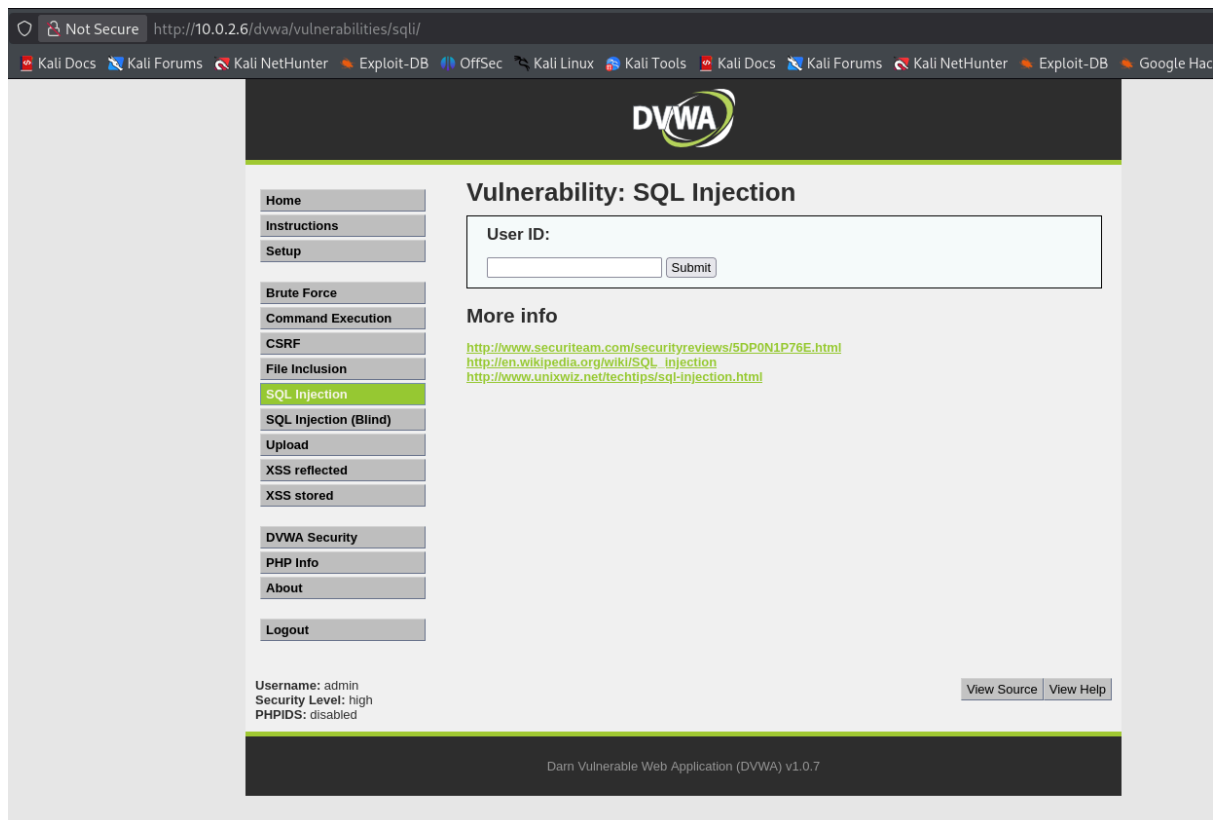 Not Secure http://10.0.2.6/dvwa/vulnerabilities/sqli/
Kali Docs Kali Forums Kali NetHunter Exploit-DB OffSec Kali Linux Kali Tools Kali Docs Kali Forums Kali NetHunter Exploit-DB Google Hac
DVWA
Home
Instructions
Setup
Brute Force
Command Execution
CSRF
File Inclusion
SQL Injection
SQL Injection (Blind)
Upload
XSS reflected
XSS stored
DVWA Security
PHP Info
About
Logout
Vulnerability: SQL Injection
User ID:
Submit
More info
http://www.securiteam.com/securityreviews/5DP0N1P76E.html
http://en.wikipedia.org/wiki/SQL_injection
http://www.unixwiz.net/techtips/sql-injection.html
Username: admin
Security Level: high
PHPIDS: disabled
View Source View Help
Darn Vulnerable Web Application (DVWA) v1.0.7